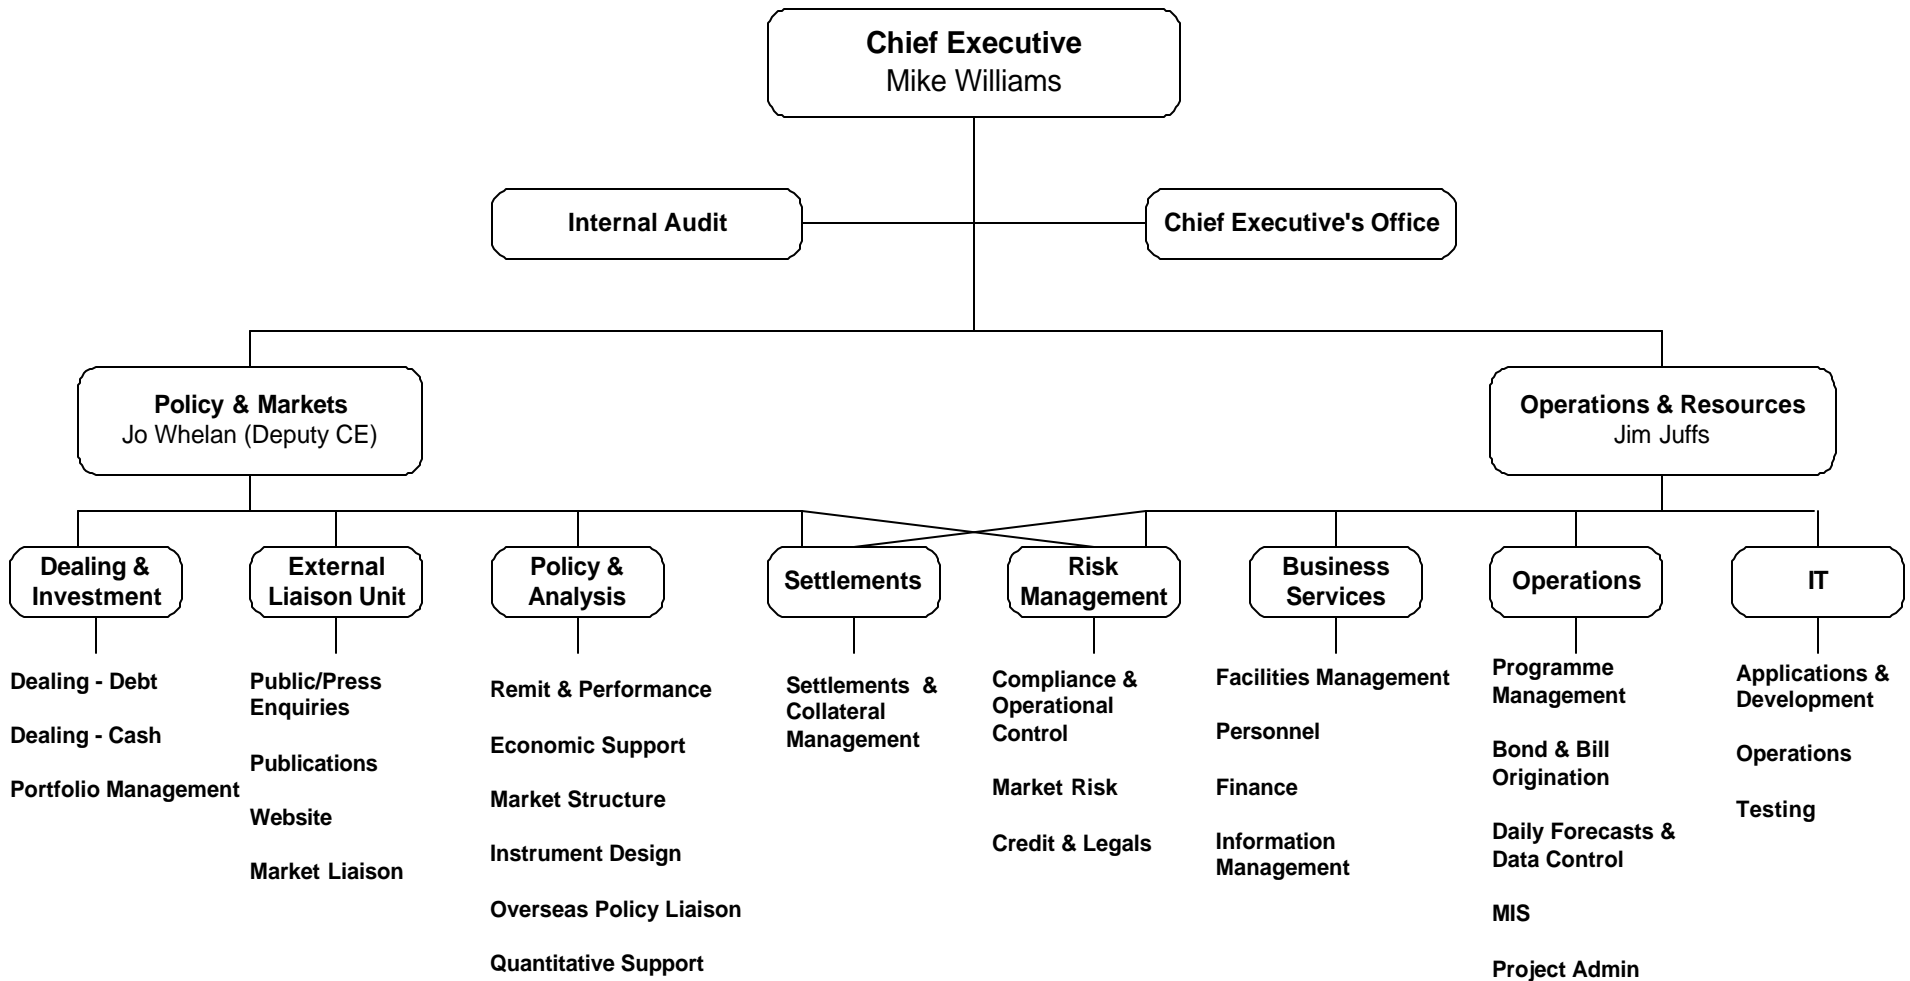 Chief Executive
Mike Williams
Internal Audit
Chief Executive's Office
Policy & Markets
Jo Whelan (Deputy CE)
Operations & Resources
Jim Juffs
Dealing &
Investment
External
Liaison Unit
Policy &
Analysis
Settlements
Risk
Management
Business
Services
Operations
IT
Dealing - Debt
Dealing - Cash
Portfolio Management
Public/Press
Enquiries
Publications
Website
Market Liaison
Remit & Performance
Economic Support
Market Structure
Instrument Design
Overseas Policy Liaison
Quantitative Support
Settlements &
Collateral
Management
Compliance &
Operational
Control
Market Risk
Credit & Legals
Facilities Management
Personnel
Finance
Information
Management
Programme
Management
Bond & Bill
Origination
Daily Forecasts &
Data Control
MIS
Project Admin
Applications &
Development
Operations
Testing